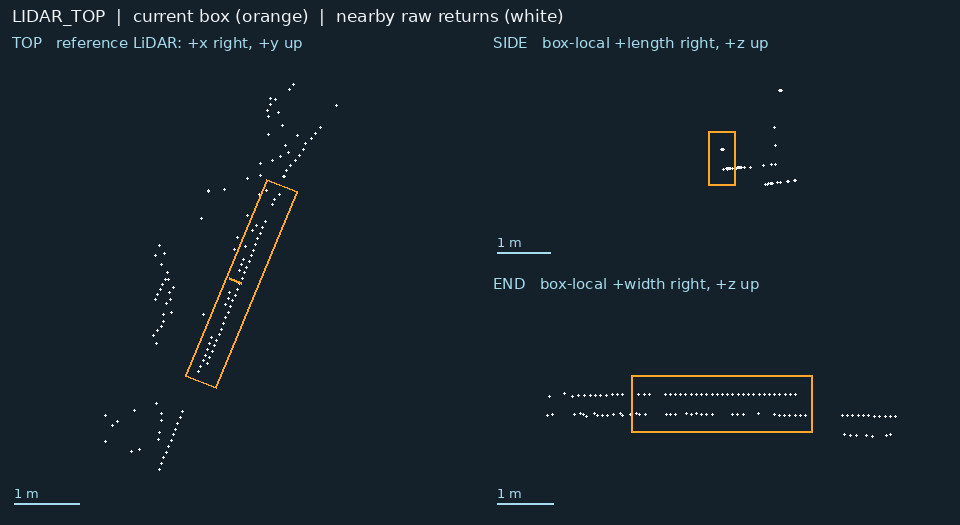 LIDAR_TOP  |  current box (orange)  |  nearby raw returns (white)
TOP   reference LiDAR: +x right, +y up
SIDE   box-local +length right, +z up
1 m
END   box-local +width right, +z up
1 m
1 m